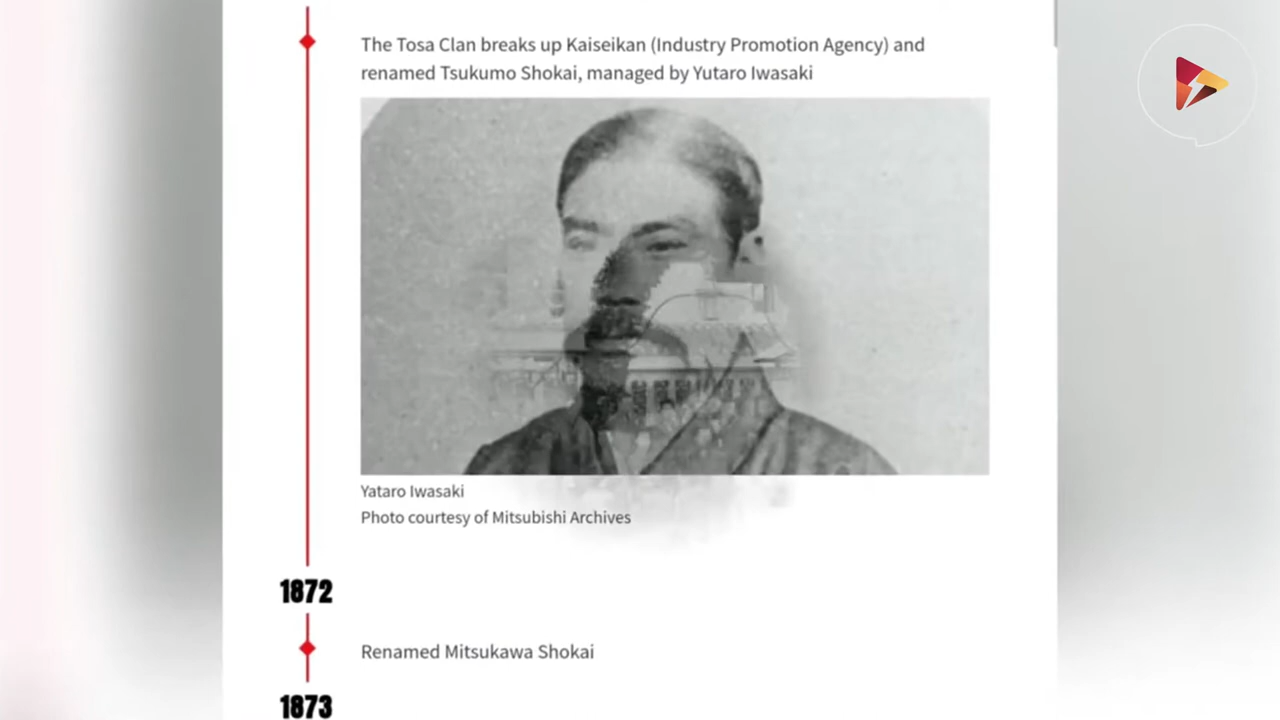 The Tosa Clan breaks up Kaiseikan (Industry Promotion Agency) and
renamed Tsukumo Shokai, managed by Yutaro Iwasaki
Yataro Iwasaki
Photo courtesy of Mitsubishi Archives
1872
Renamed Mitsukawa Shokai
1873